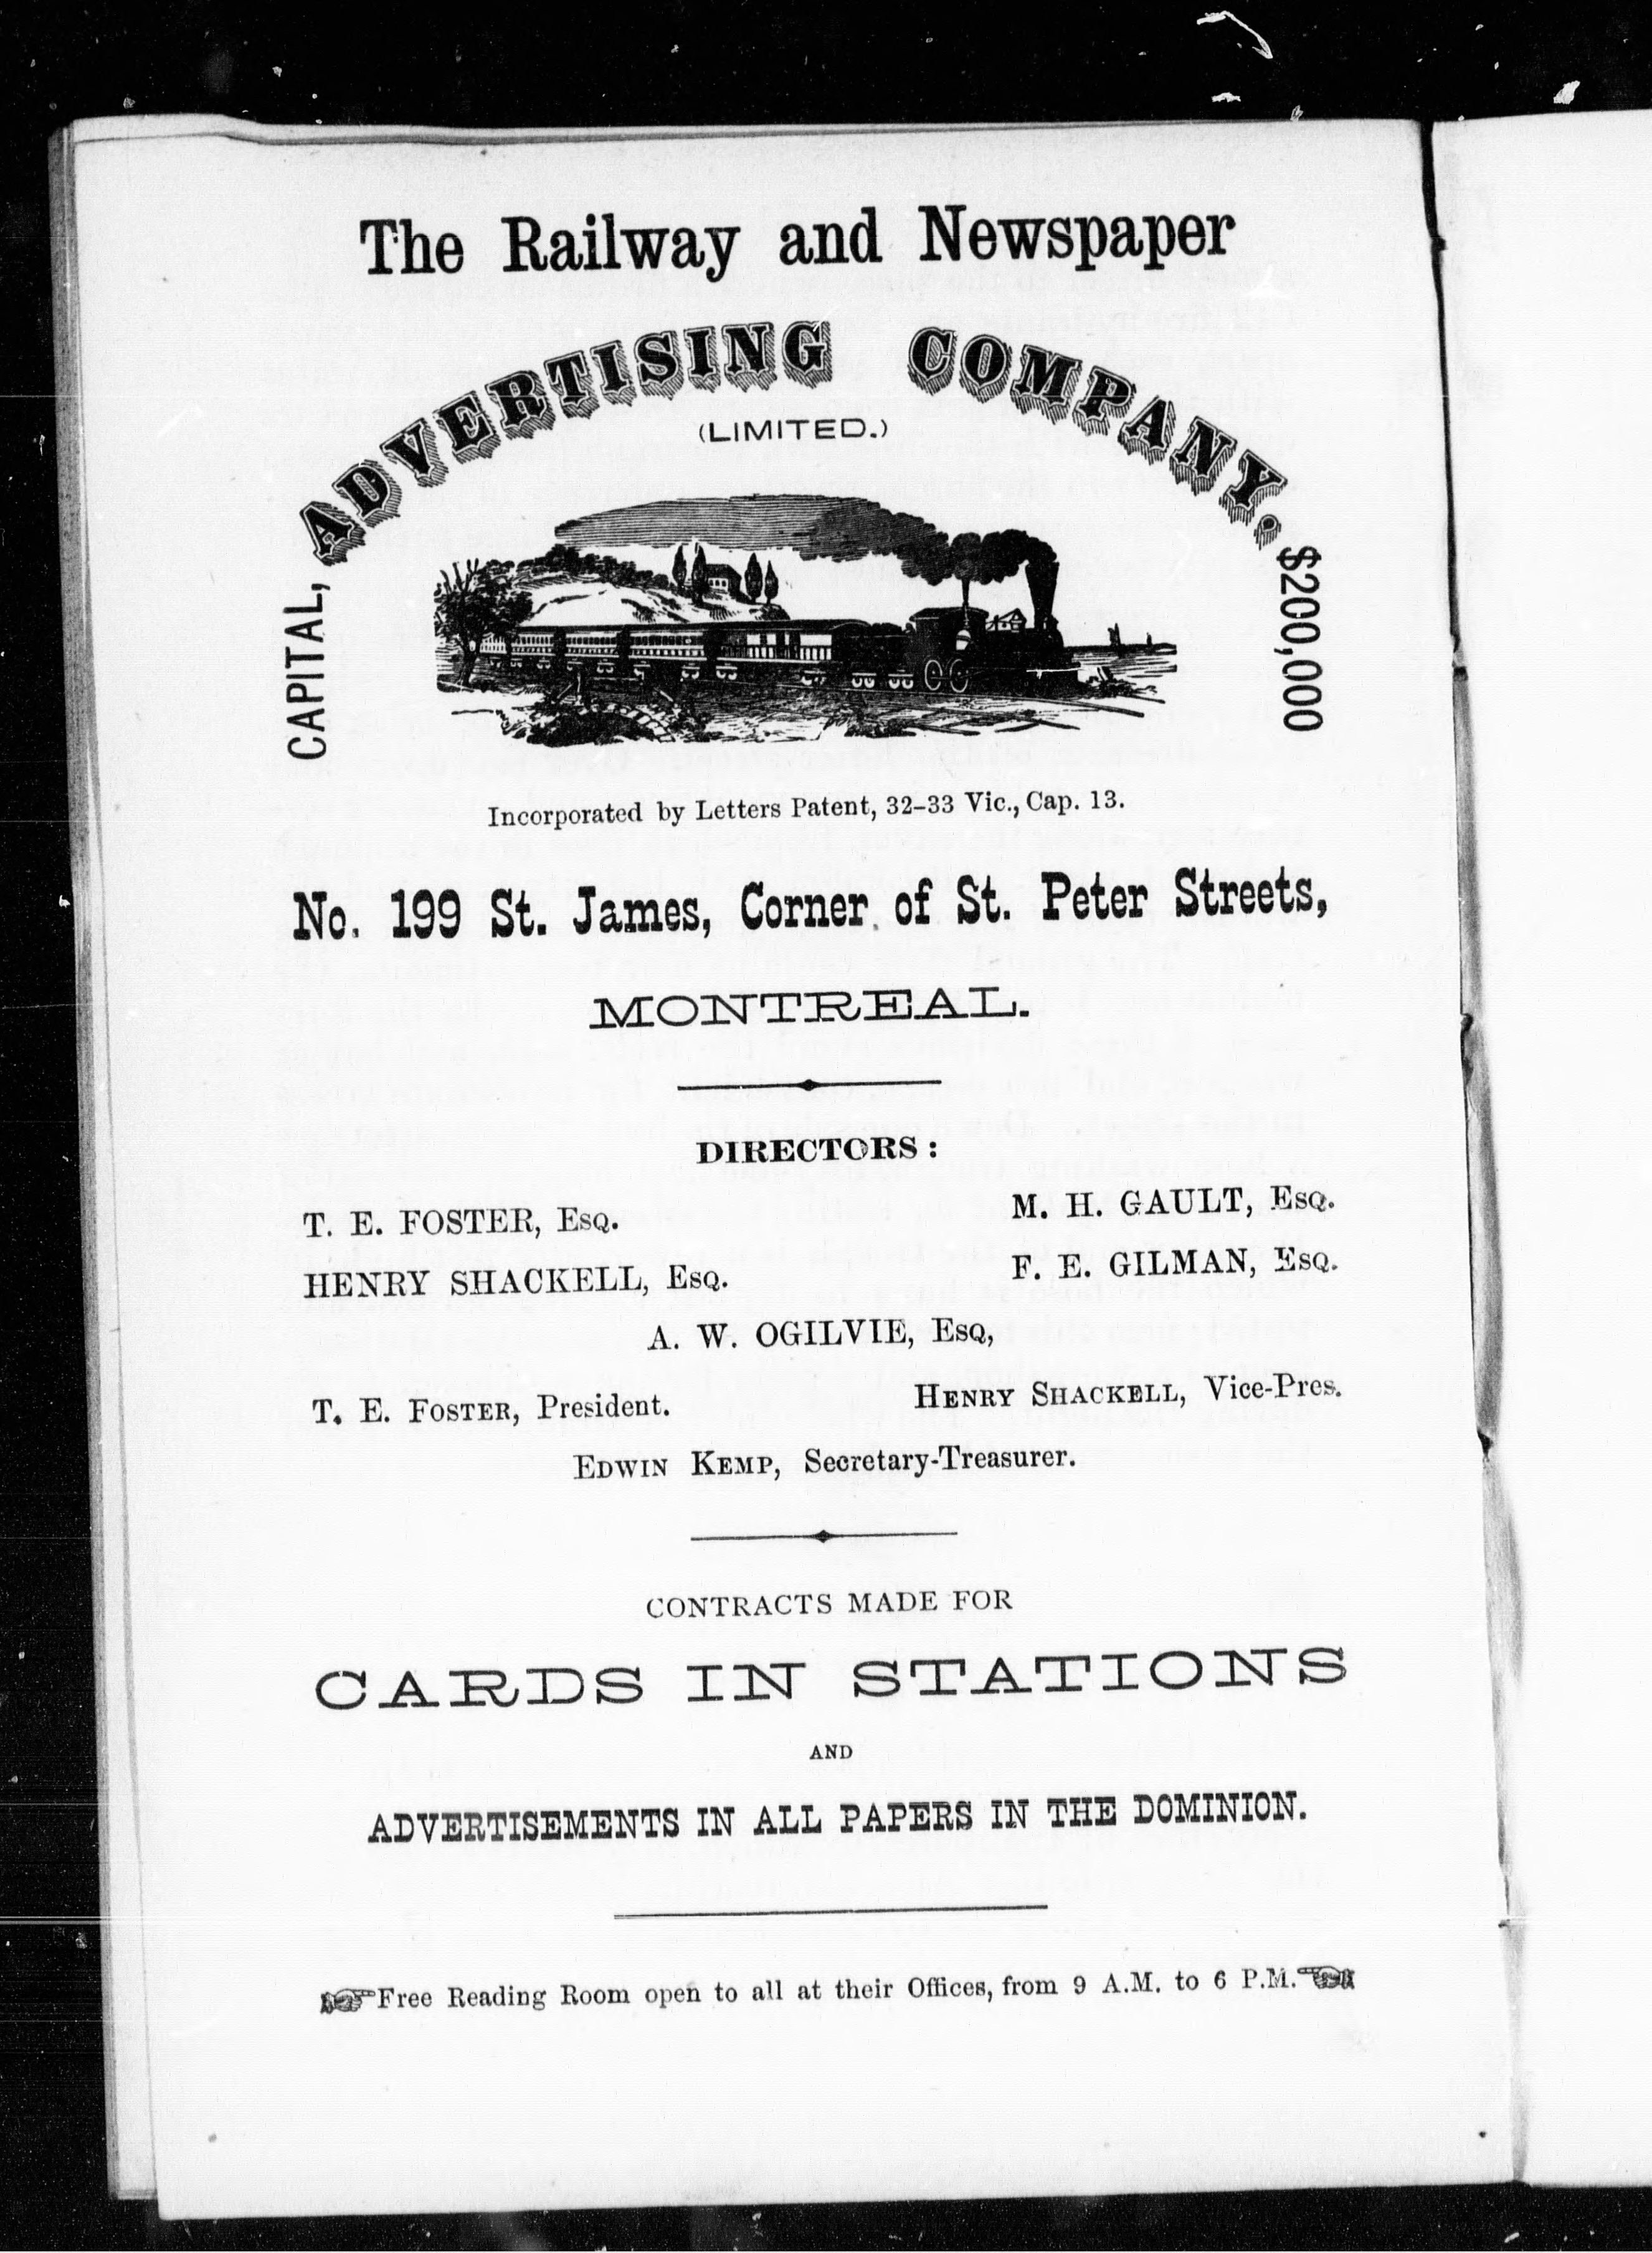 The Railway and Newspaper
ADVERTISING COMPANY.
(LIMITED.)
CAPITAL, $200,000
Incorporated by Letters Patent, 32-33 Vic., Cap. 13.
No. 199 St. James, Corner of St. Peter Streets,
MONTREAL.
DIRECTORS:
T. E. FOSTER, Esq. M. H. GAULT, Esq.
HENRY SHACKELL, Esq. F. E. GILMAN, Esq.
A. W. OGILVIE, Esq,
T. E. Foster, President. Henry Shackell, Vice-Pres.
Edwin Kemp, Secretary-Treasurer.
CONTRACTS MADE FOR
CARDS IN STATIONS
AND
ADVERTISEMENTS IN ALL PAPERS IN THE DOMINION.
☞Free Reading Room open to all at their Offices, from 9 A.M. to 6 P.M.☜